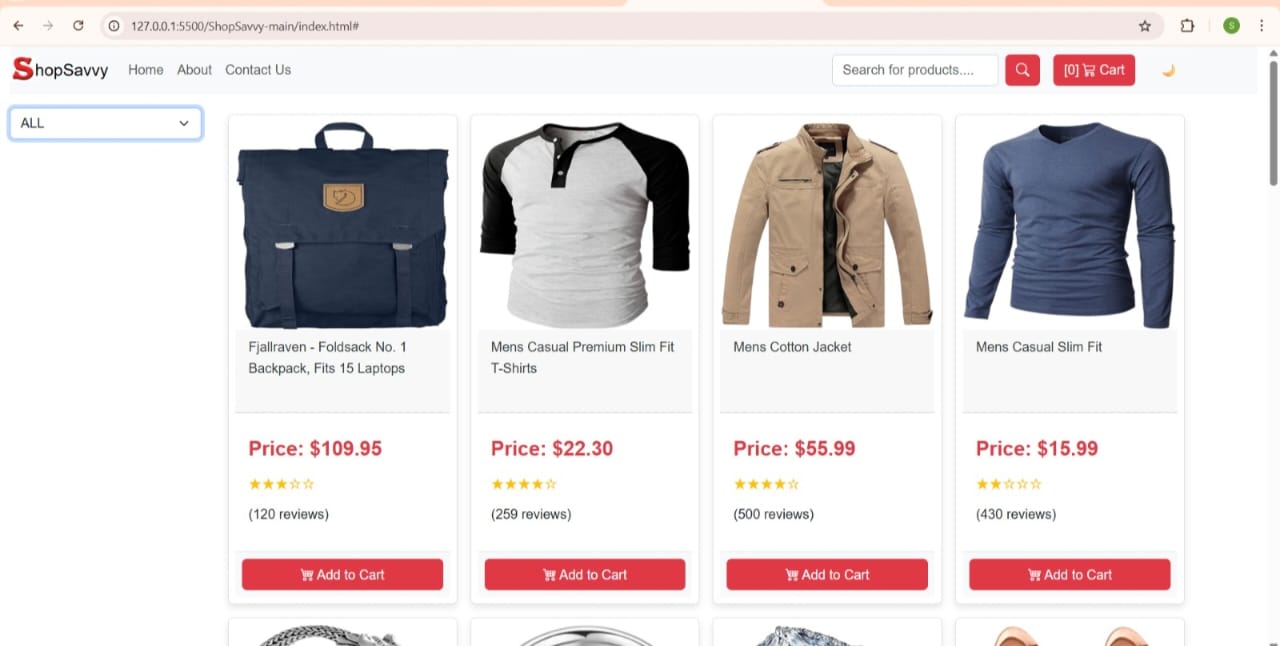 127.0.0.1:5500/ShopSavvy-main/index.html#
S
ShopSavvy
Home
About
Contact Us
Search for products....
[0] Cart
ALL
Fjallraven - Foldsack No. 1
Backpack, Fits 15 Laptops
Price: $109.95
(120 reviews)
Add to Cart
Mens Casual Premium Slim Fit
T-Shirts
Price: $22.30
(259 reviews)
Add to Cart
Mens Cotton Jacket
Price: $55.99
(500 reviews)
Add to Cart
Mens Casual Slim Fit
Price: $15.99
(430 reviews)
Add to Cart